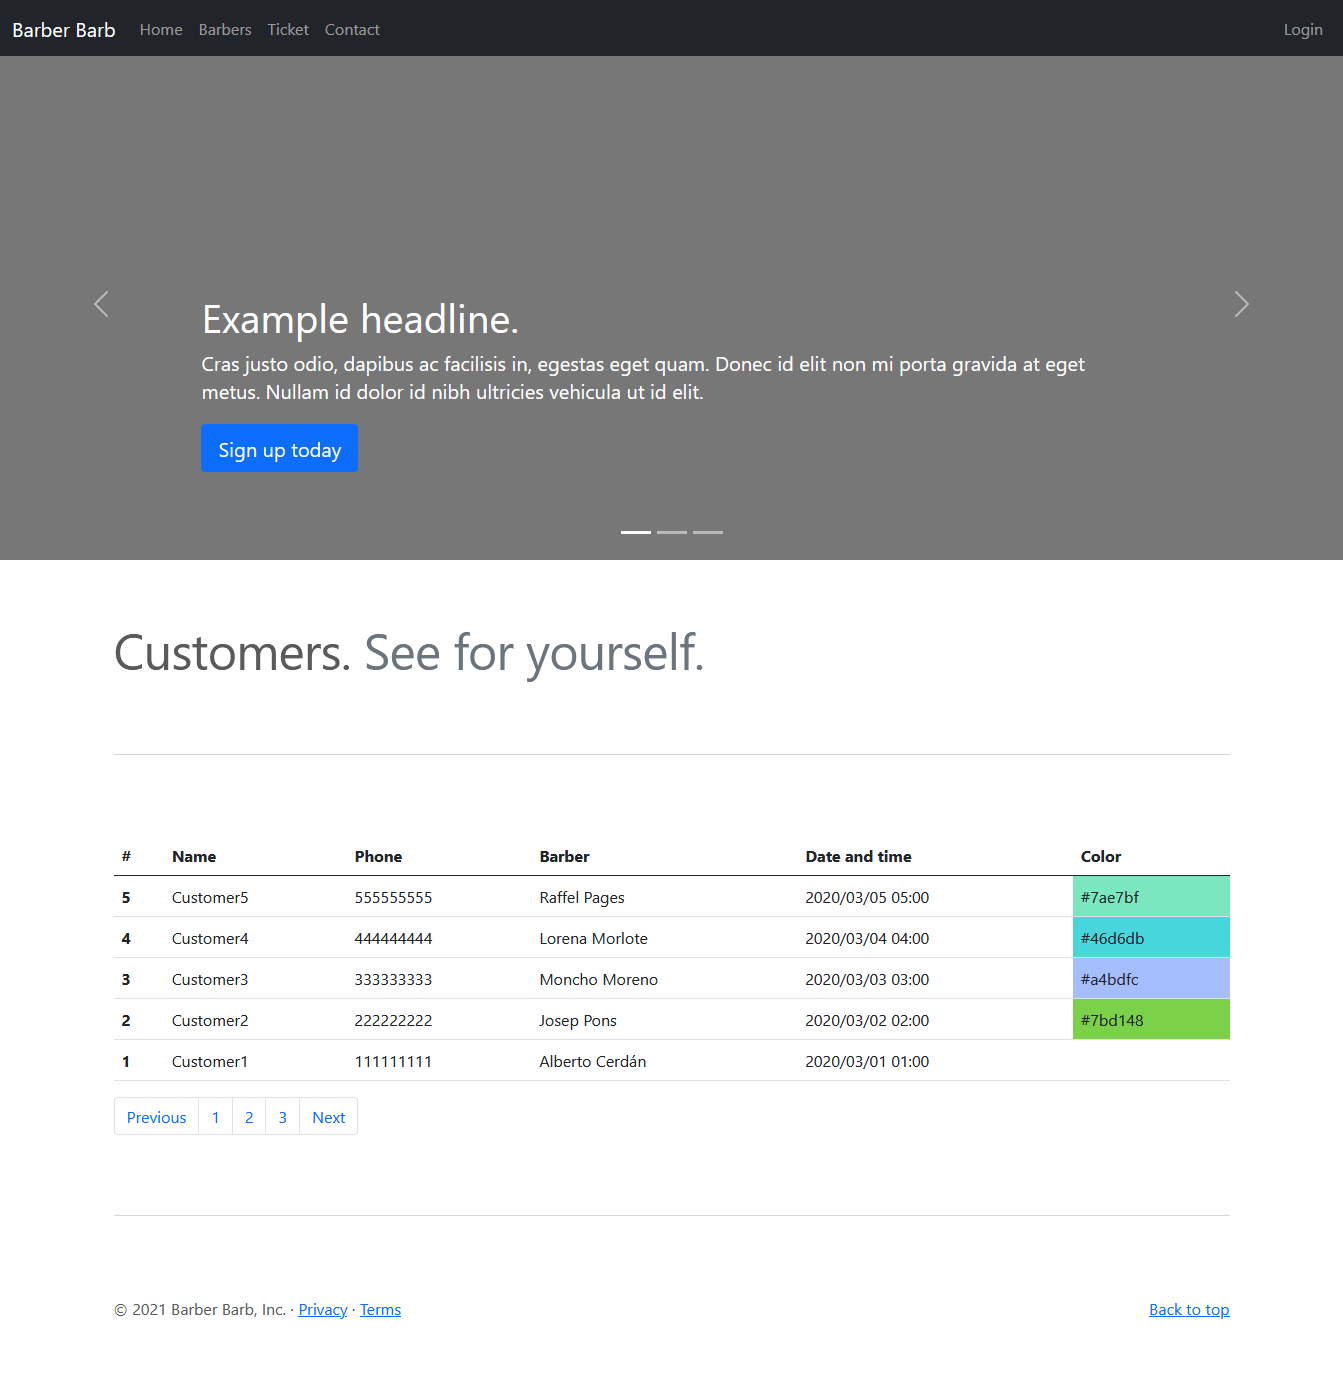 Barber Barb Home Barbers Ticket Contact Login
Example headline.
Cras justo odio, dapibus ac facilisis in, egestas eget quam. Donec id elit non mi porta gravida at eget
metus. Nullam id dolor id nibh ultricies vehicula ut id elit.
Sign up today
Customers. See for yourself.
# Name Phone Barber Date and time Color
5 Customer5 555555555 Raffel Pages 2020/03/05 05:00 #7ae7bf
4 Customer4 444444444 Lorena Morlote 2020/03/04 04:00 #46d6db
3 Customer3 333333333 Moncho Moreno 2020/03/03 03:00 #a4bdfc
2 Customer2 222222222 Josep Pons 2020/03/02 02:00 #7bd148
1 Customer1 111111111 Alberto Cerdán 2020/03/01 01:00
Previous 1 2 3 Next
© 2021 Barber Barb, Inc. · Privacy · Terms Back to top